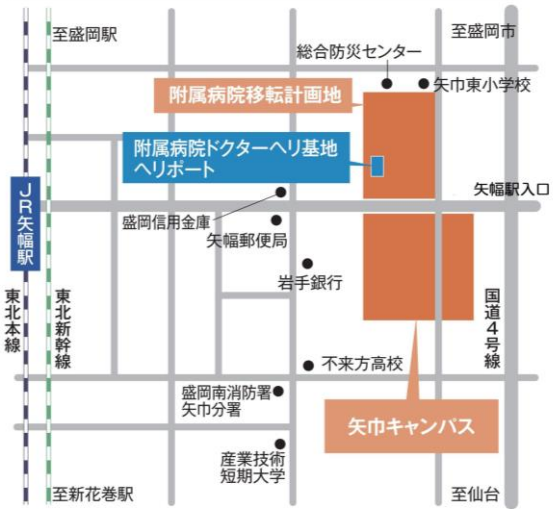 至盛岡駅
至盛岡市
総合防災センター
矢巾東小学校
附属病院移転計画地
附属病院ドクターヘリ基地
ヘリポート
矢幅駅入口
JR矢幅駅
盛岡信用金庫
矢幅郵便局
岩手銀行
東北本線
東北新幹線
国道4号線
不来方高校
盛岡南消防署
矢巾分署
矢巾キャンパス
産業技術
短期大学
至新花巻駅
至仙台